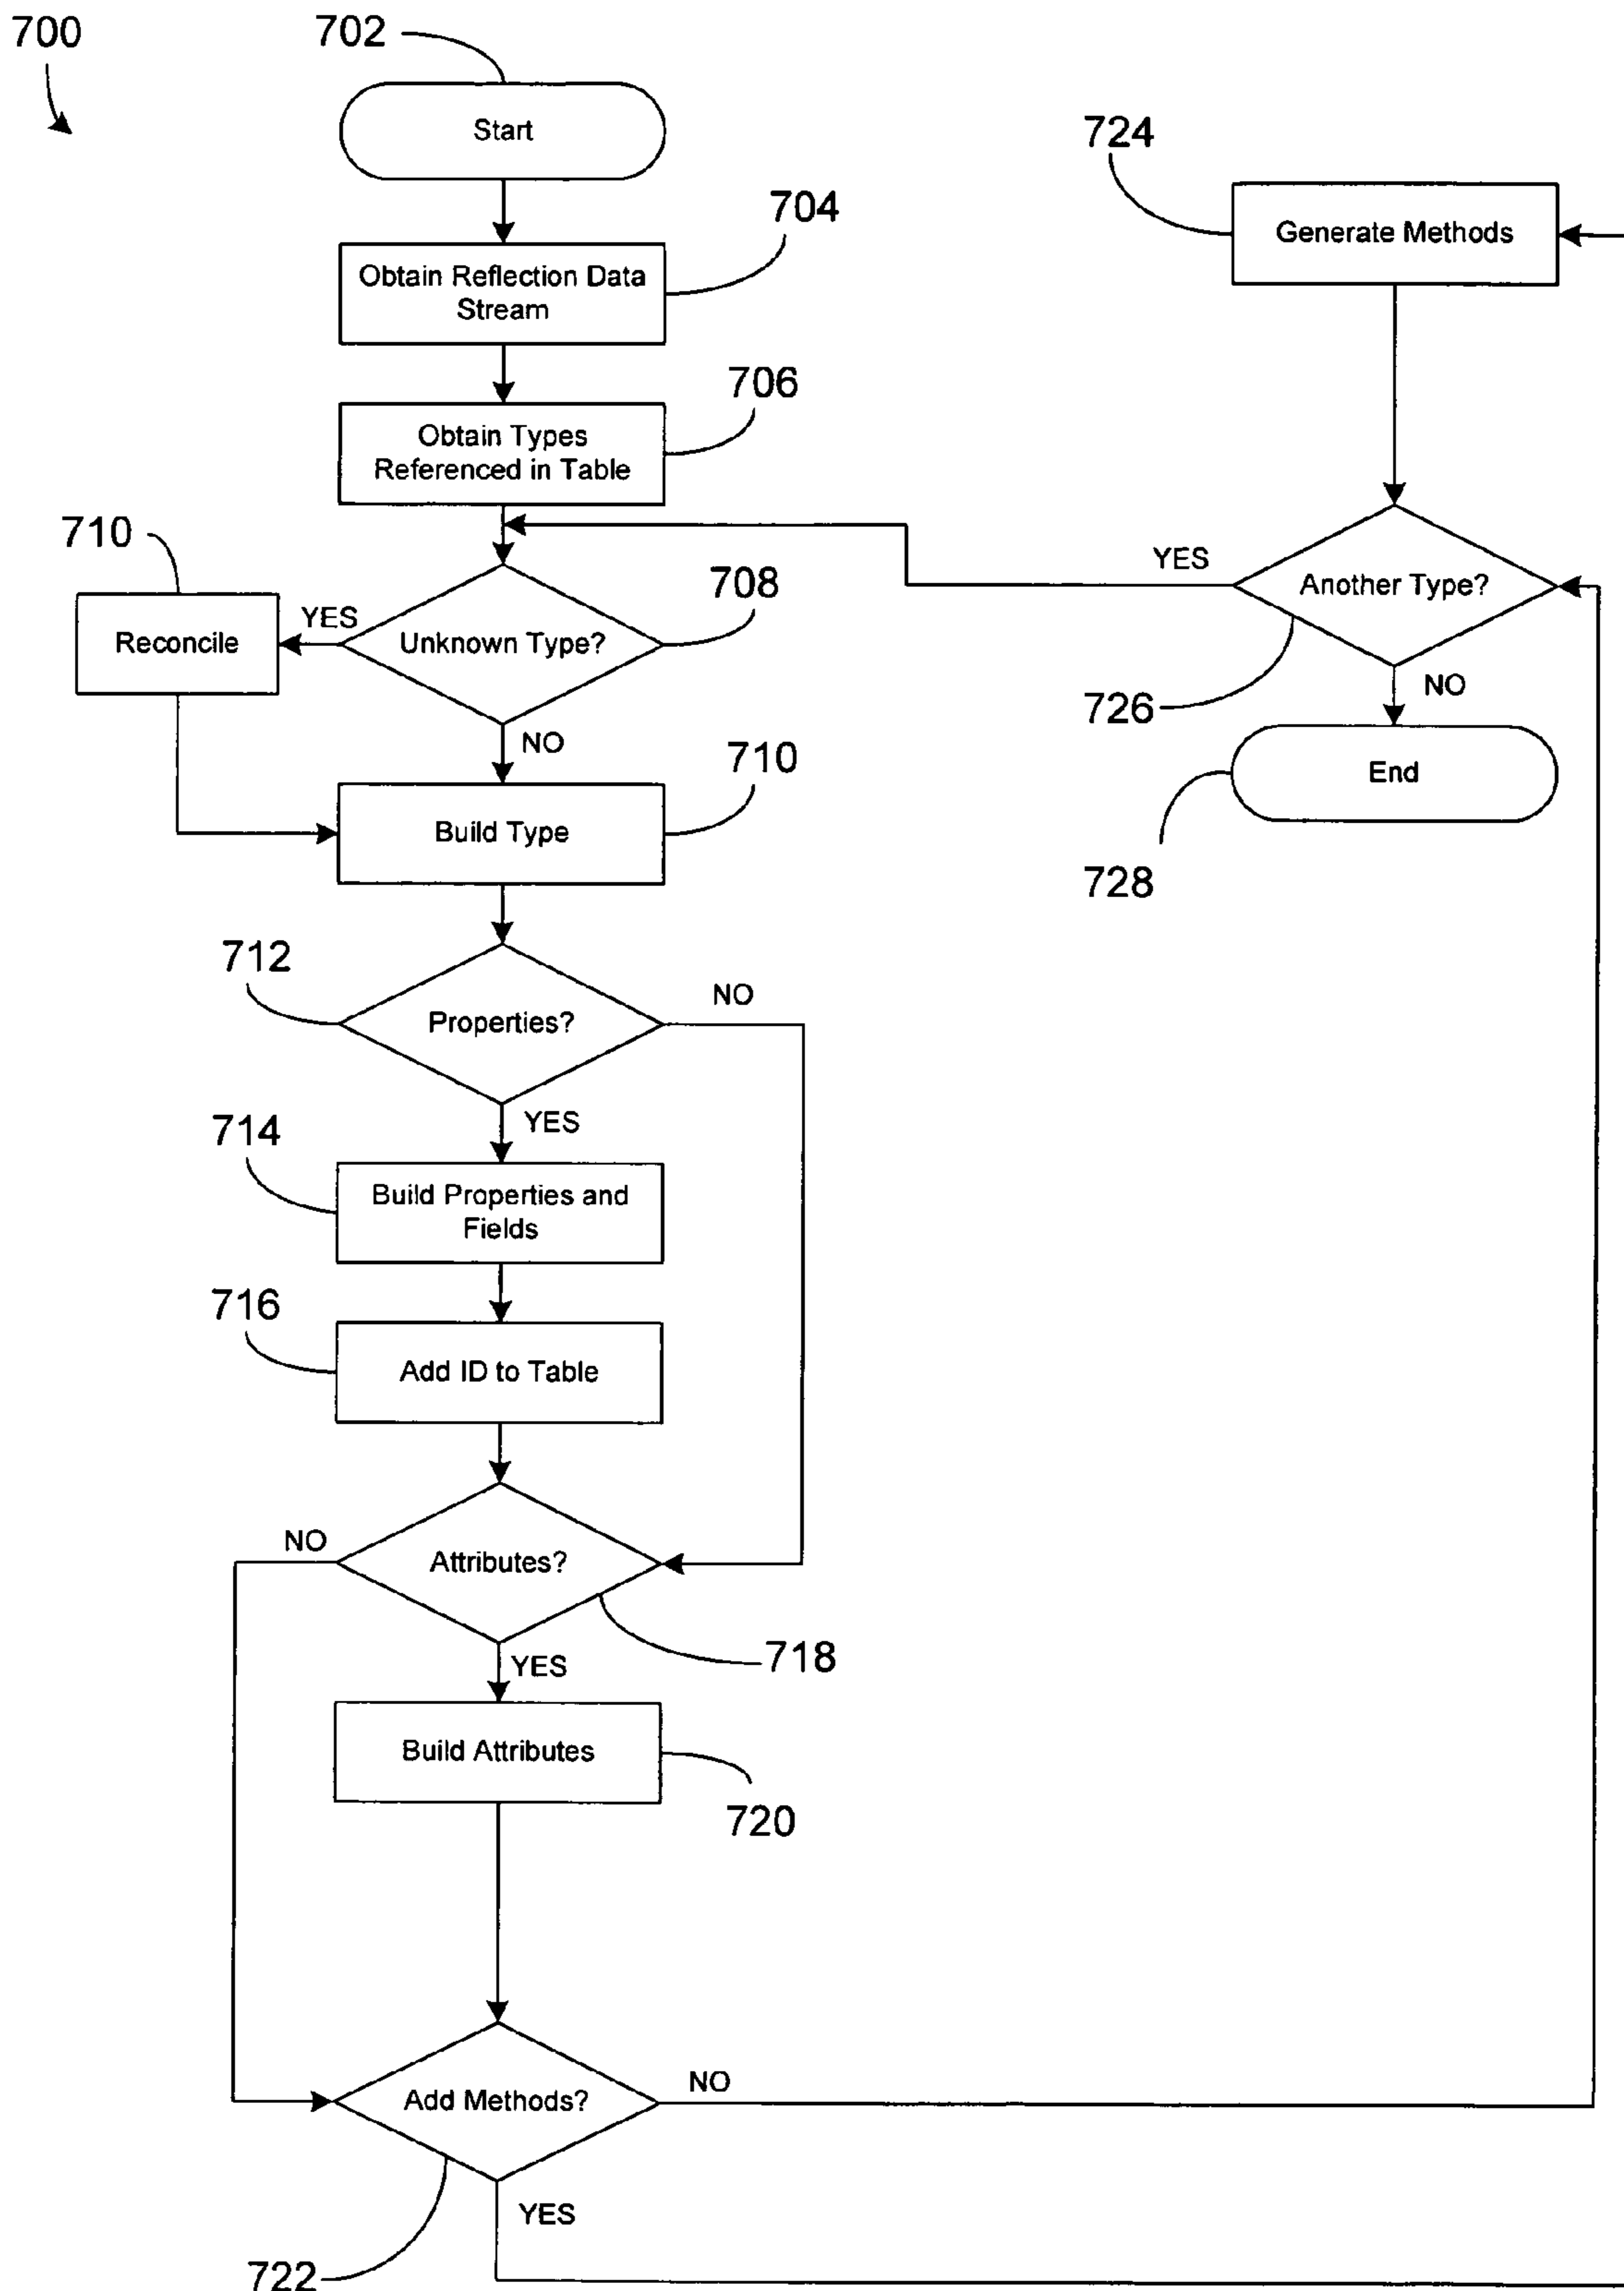 700
702
Start
724
704
Generate Methods
Obtain Reflection Data
Stream
706
Obtain Types
Referenced in Table
710
YES
708
Another Type?
YES
Reconcile
Unknown Type?
NO
726
NO
710
End
Build Type
728
712
NO
Properties?
YES
714
Build Properties and
Fields
716
Add ID to Table
NO
Attributes?
718
YES
Build Attributes
720
NO
Add Methods?
YES
722